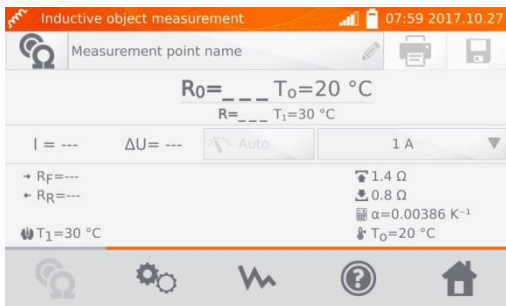 Inductive object measurement 07:59 2017.10.27
Measurement point name
R₀=_ _ _ T₀=20 °C
R=_ _ _ T₁=30 °C
I = --- ΔU= --- Auto 1 A
RF=--- 1.4 Ω
RR=--- 0.8 Ω
α=0.00386 K⁻¹
T₁=30 °C T₀=20 °C